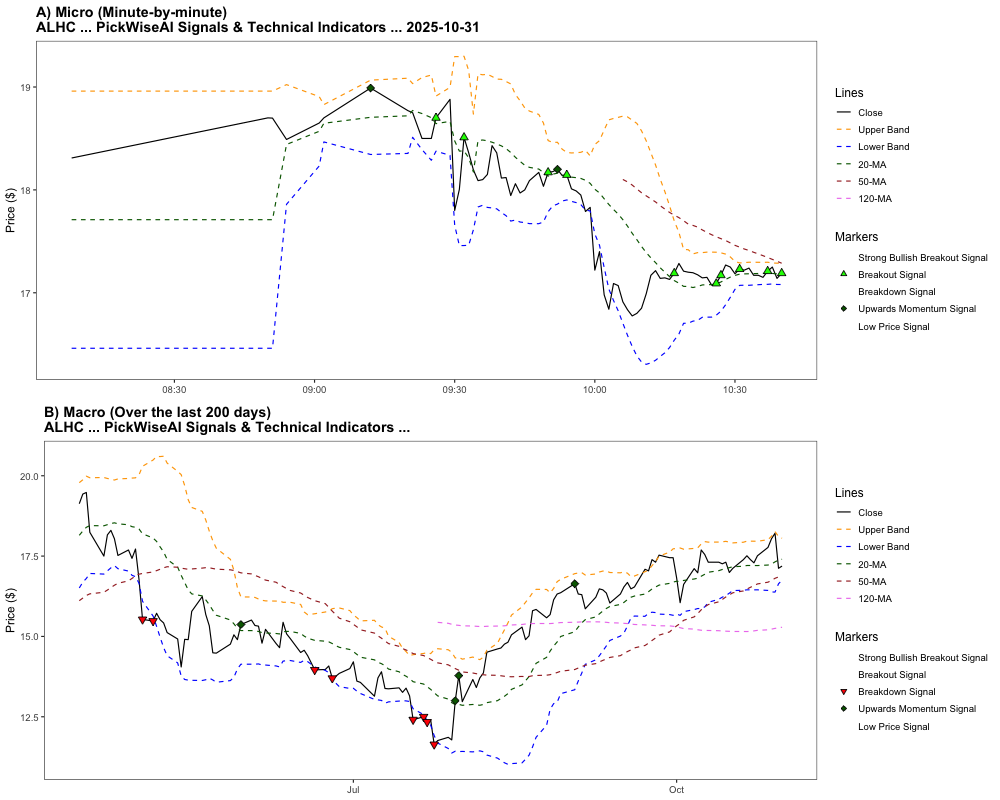 A) Micro (Minute-by-minute)
ALHC ... PickWiseAI Signals & Technical Indicators ... 2025-10-31
Price ($)
19
18
17
08:30
09:00
09:30
10:00
10:30
Lines
Close
Upper Band
Lower Band
20-MA
50-MA
120-MA
Markers
Strong Bullish Breakout Signal
Breakout Signal
Breakdown Signal
Upwards Momentum Signal
Low Price Signal
B) Macro (Over the last 200 days)
ALHC ... PickWiseAI Signals & Technical Indicators ...
Price ($)
20.0
17.5
15.0
12.5
Jul
Oct
Lines
Close
Upper Band
Lower Band
20-MA
50-MA
120-MA
Markers
Strong Bullish Breakout Signal
Breakout Signal
Breakdown Signal
Upwards Momentum Signal
Low Price Signal